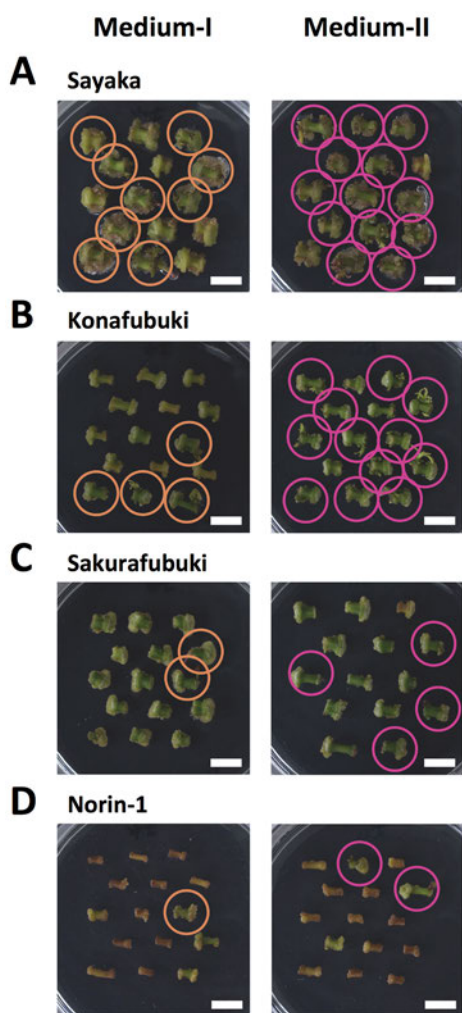 Medium-I Medium-II
A Sayaka
B Konafubuki
C Sakurafubuki
D Norin-1